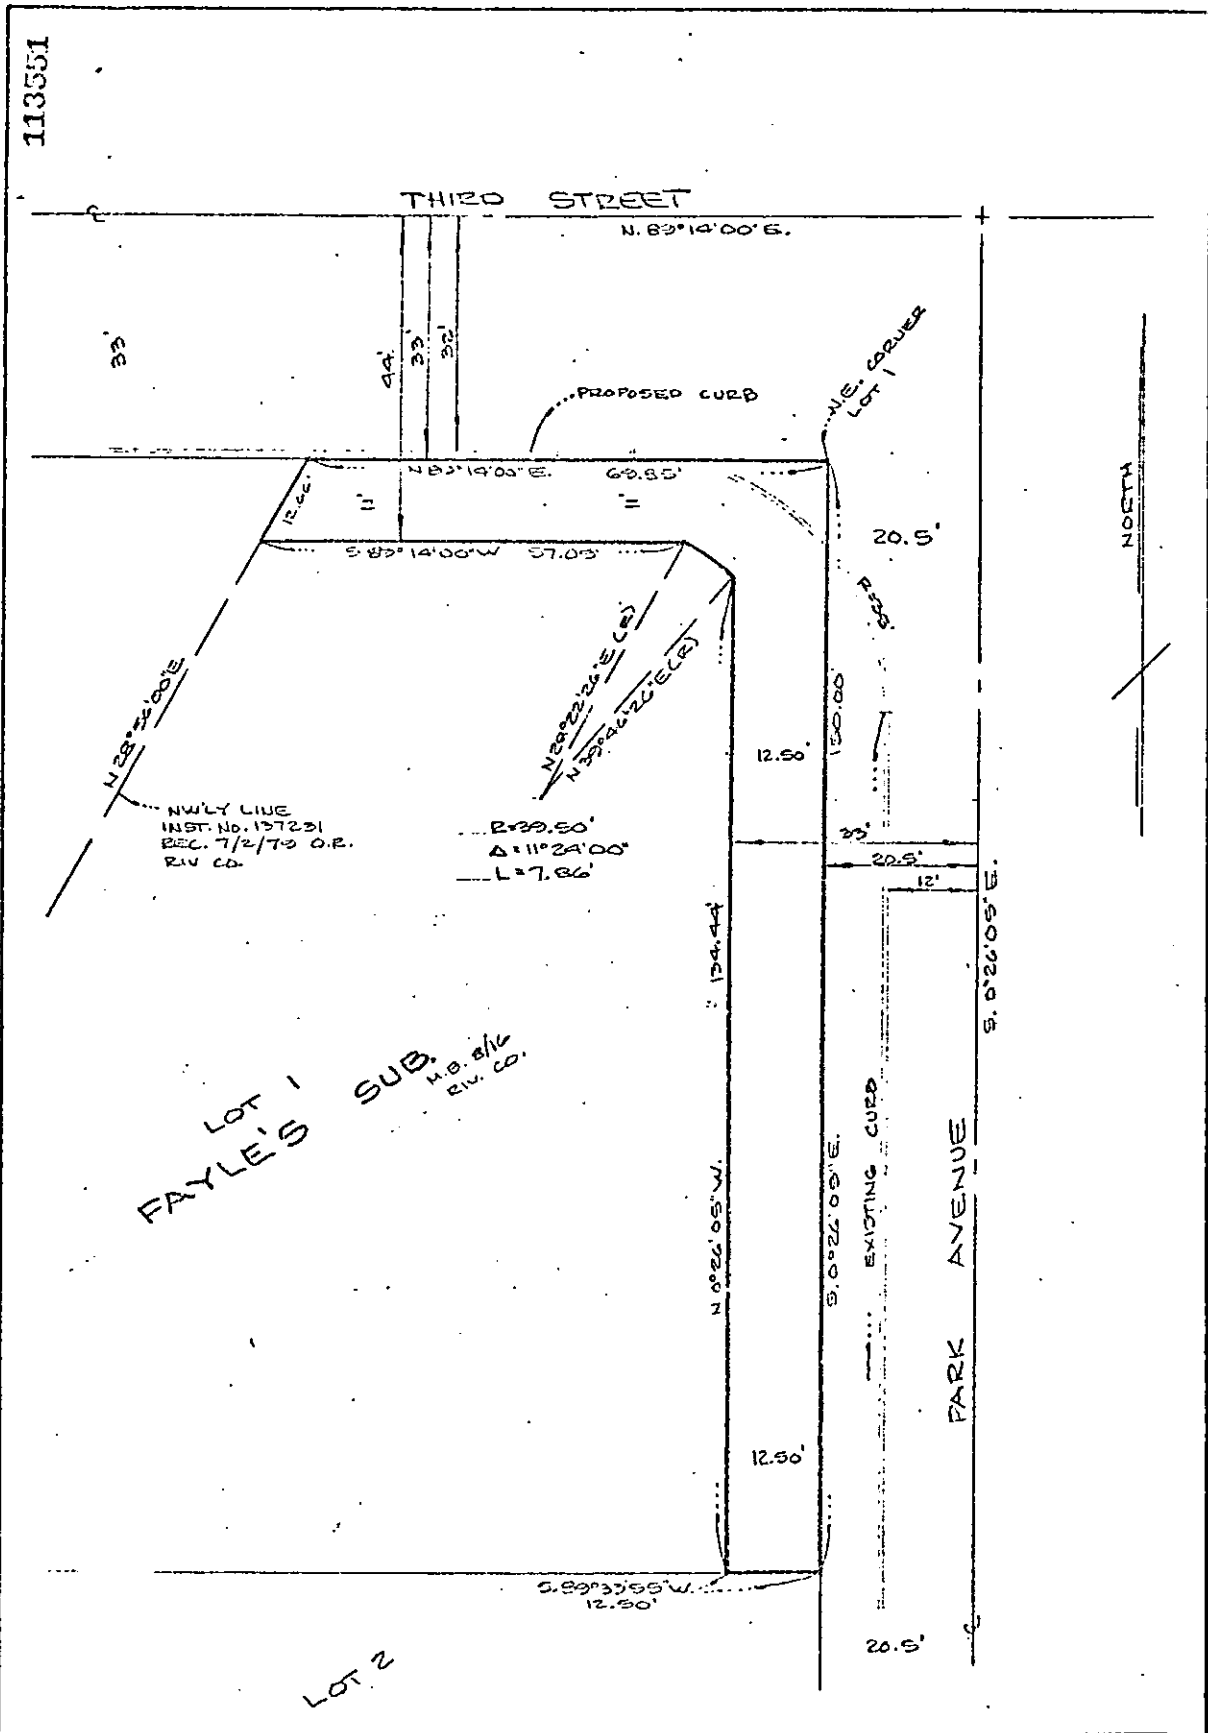 113551
THIRD STREET
N. 89°14'00"E.
33'
44'
33'
32'
PROPOSED CURB
N.E. CORNER
LOT 1
N 89°14'00"E. 69.85'
12.66'
11'
11'
20.5'
NORTH
S 89°14'00"W 57.03'
N 28°22'26"E (R)
N 39°46'26"E (R)
150.00'
N 28°56'00"E
12.50'
NW'LY LINE
INST. NO. 137231
REC. 7/2/79 O.R.
RIV CO.
R=39.50'
Δ=11°24'00"
L=7.86'
33'
20.5'
12'
S. 0°26'05"E.
134.44'
LOT 1
FAYLE'S SUB.
M.B. 8/16
RIV. CO.
N 0°26'05"W.
S. 0°26'05"E.
EXISTING CURB
PARK AVENUE
12.50'
S. 89°33'55"W.
12.50'
20.5'
LOT 2